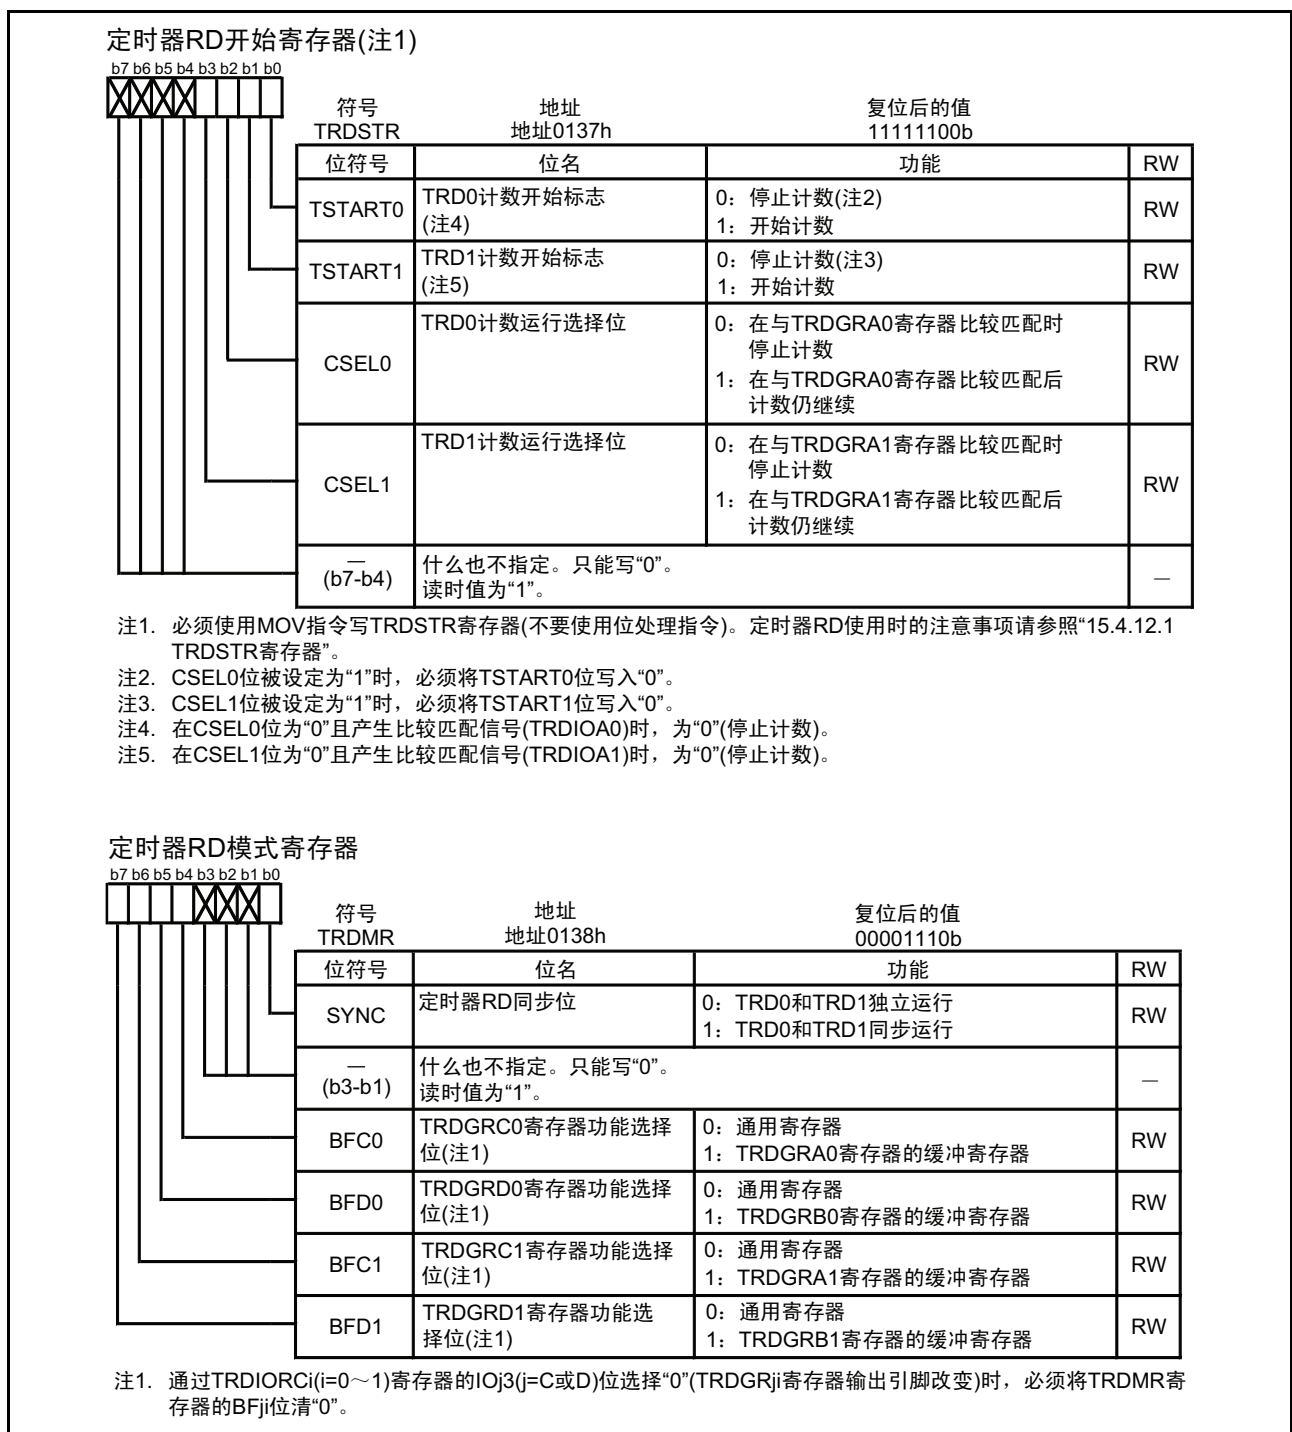 定时器RD开始寄存器(注1)
b7 b6 b5 b4 b3 b2 b1 b0
符号 地址 复位后的值
TRDSTR 地址0137h 11111100b
位符号 位名 功能 RW
TSTART0 TRD0计数开始标志 0：停止计数(注2) RW
(注4) 1：开始计数
TSTART1 TRD1计数开始标志 0：停止计数(注3) RW
(注5) 1：开始计数
CSEL0 TRD0计数运行选择位 0：在与TRDGRA0寄存器比较匹配时 RW
停止计数
1：在与TRDGRA0寄存器比较匹配后
计数仍继续
CSEL1 TRD1计数运行选择位 0：在与TRDGRA1寄存器比较匹配时 RW
停止计数
1：在与TRDGRA1寄存器比较匹配后
计数仍继续
— 什么也不指定。只能写“0”。 —
(b7-b4) 读时值为“1”。
注1. 必须使用MOV指令写TRDSTR寄存器(不要使用位处理指令)。定时器RD使用时的注意事项请参照“15.4.12.1
TRDSTR寄存器”。
注2. CSEL0位被设定为“1”时，必须将TSTART0位写入“0”。
注3. CSEL1位被设定为“1”时，必须将TSTART1位写入“0”。
注4. 在CSEL0位为“0”且产生比较匹配信号(TRDIOA0)时，为“0”(停止计数)。
注5. 在CSEL1位为“0”且产生比较匹配信号(TRDIOA1)时，为“0”(停止计数)。
定时器RD模式寄存器
b7 b6 b5 b4 b3 b2 b1 b0
符号 地址 复位后的值
TRDMR 地址0138h 00001110b
位符号 位名 功能 RW
SYNC 定时器RD同步位 0：TRD0和TRD1独立运行 RW
1：TRD0和TRD1同步运行
— 什么也不指定。只能写“0”。 —
(b3-b1) 读时值为“1”。
BFC0 TRDGRC0寄存器功能选择 0：通用寄存器 RW
位(注1) 1：TRDGRA0寄存器的缓冲寄存器
BFD0 TRDGRD0寄存器功能选择 0：通用寄存器 RW
位(注1) 1：TRDGRB0寄存器的缓冲寄存器
BFC1 TRDGRC1寄存器功能选择 0：通用寄存器 RW
位(注1) 1：TRDGRA1寄存器的缓冲寄存器
BFD1 TRDGRD1寄存器功能选 0：通用寄存器 RW
择位(注1) 1：TRDGRB1寄存器的缓冲寄存器
注1. 通过TRDIORCi(i=0～1)寄存器的IOj3(j=C或D)位选择“0”(TRDGRji寄存器输出引脚改变)时，必须将TRDMR寄
存器的BFji位清“0”。